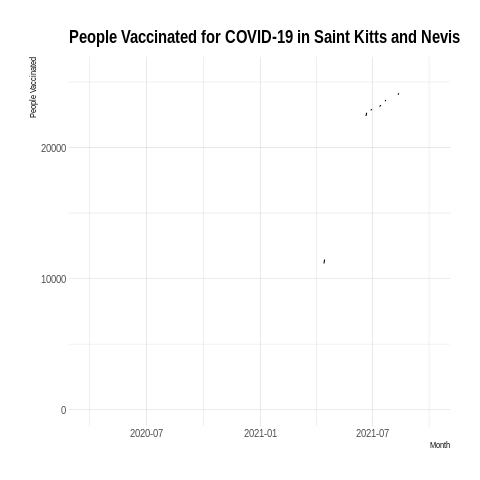 People Vaccinated for COVID-19 in Saint Kitts and Nevis
People Vaccinated
20000
10000
0
2020-07 2021-01 2021-07
Month